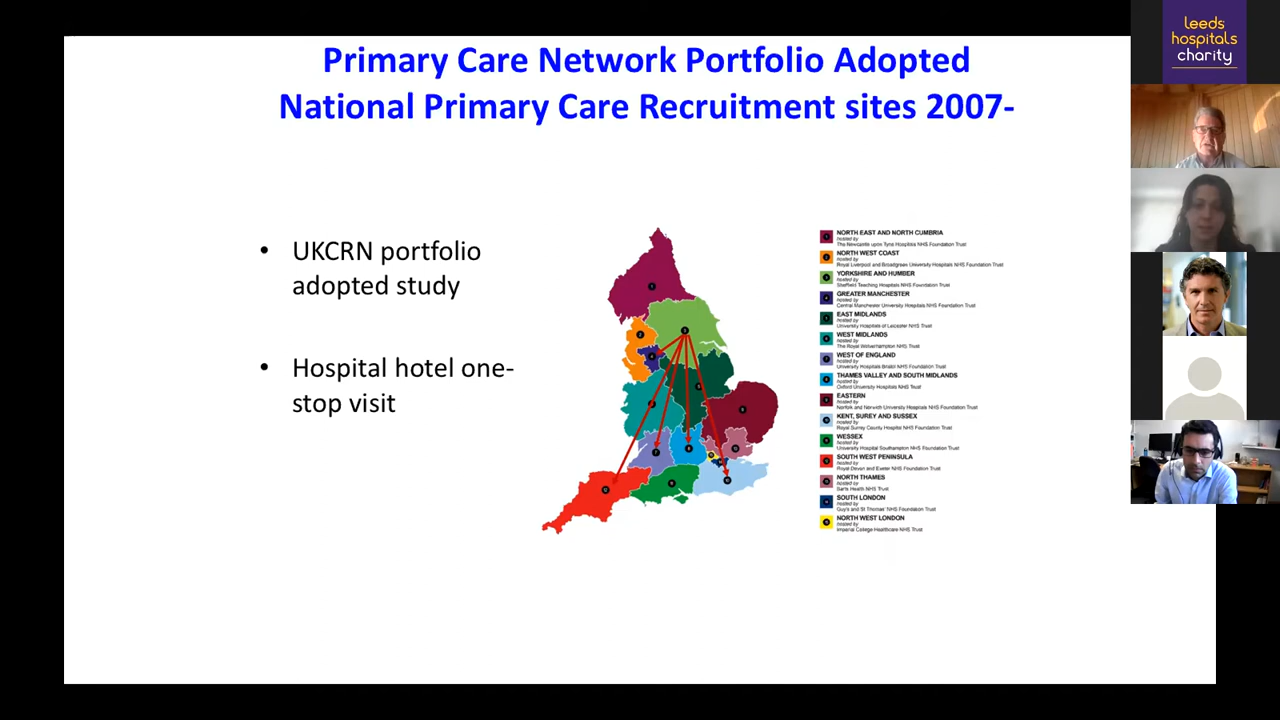 Primary Care Network Portfolio Adopted
National Primary Care Recruitment sites 2007-
leeds
hospitals
charity
• UKCRN portfolio
adopted study
• Hospital hotel one-
stop visit
NORTH EAST AND NORTH CUMBRIA
hosted by
The Newcastle upon Tyne Hospitals NHS Foundation Trust
NORTH WEST COAST
hosted by
Royal Liverpool and Broadgreen University Hospitals NHS Foundation Trust
YORKSHIRE AND HUMBER
hosted by
Sheffield Teaching Hospitals NHS Foundation Trust
GREATER MANCHESTER
hosted by
Central Manchester University Hospitals NHS Foundation Trust
EAST MIDLANDS
hosted by
University Hospitals of Leicester NHS Trust
WEST MIDLANDS
hosted by
The Royal Wolverhampton NHS Trust
WEST OF ENGLAND
hosted by
University Hospitals Bristol NHS Foundation Trust
THAMES VALLEY AND SOUTH MIDLANDS
hosted by
Oxford University Hospitals NHS Trust
EASTERN
hosted by
Norfolk and Norwich University Hospitals NHS Foundation Trust
KENT, SUREY AND SUSSEX
hosted by
Royal Surrey County Hospital NHS Foundation Trust
WESSEX
hosted by
University Hospital Southampton NHS Foundation Trust
SOUTH WEST PENINSULA
hosted by
Royal Devon and Exeter NHS Foundation Trust
NORTH THAMES
hosted by
Barts Health NHS Trust
SOUTH LONDON
hosted by
Guy's and St Thomas' NHS Foundation Trust
NORTH WEST LONDON
hosted by
Imperial College Healthcare NHS Trust